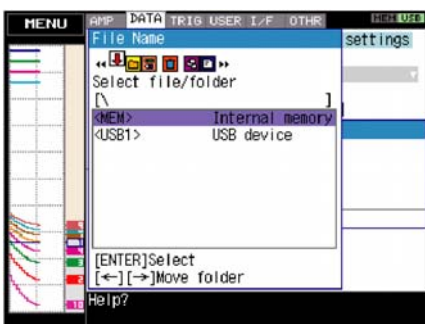 MENU AMP DATA TRIG USER I/F OTHR MEM USB
File Name
settings
Select file/folder
[\ ]
<MEM> Internal memory
<USB1> USB device
[ENTER]Select
[←][→]Move folder
Help?
10